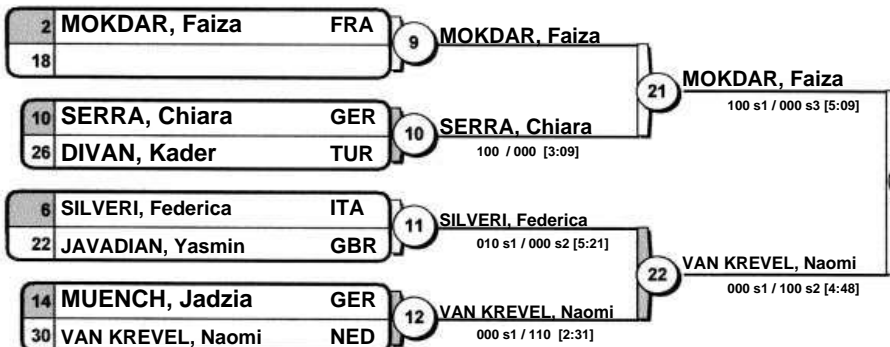 2 MOKDAR, Faiza FRA
18
9
MOKDAR, Faiza
10 SERRA, Chiara GER
26 DIVAN, Kader TUR
10
SERRA, Chiara
100 / 000 [3:09]
21
MOKDAR, Faiza
100 s1 / 000 s3 [5:09]
6 SILVERI, Federica ITA
22 JAVADIAN, Yasmin GBR
11
SILVERI, Federica
010 s1 / 000 s2 [5:21]
14 MUENCH, Jadzia GER
30 VAN KREVEL, Naomi NED
12
VAN KREVEL, Naomi
000 s1 / 110 [2:31]
22
VAN KREVEL, Naomi
000 s1 / 100 s2 [4:48]